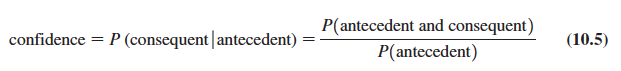 confidence = P (consequent | antecedent) = P(antecedent and consequent) / P(antecedent) (10.5)